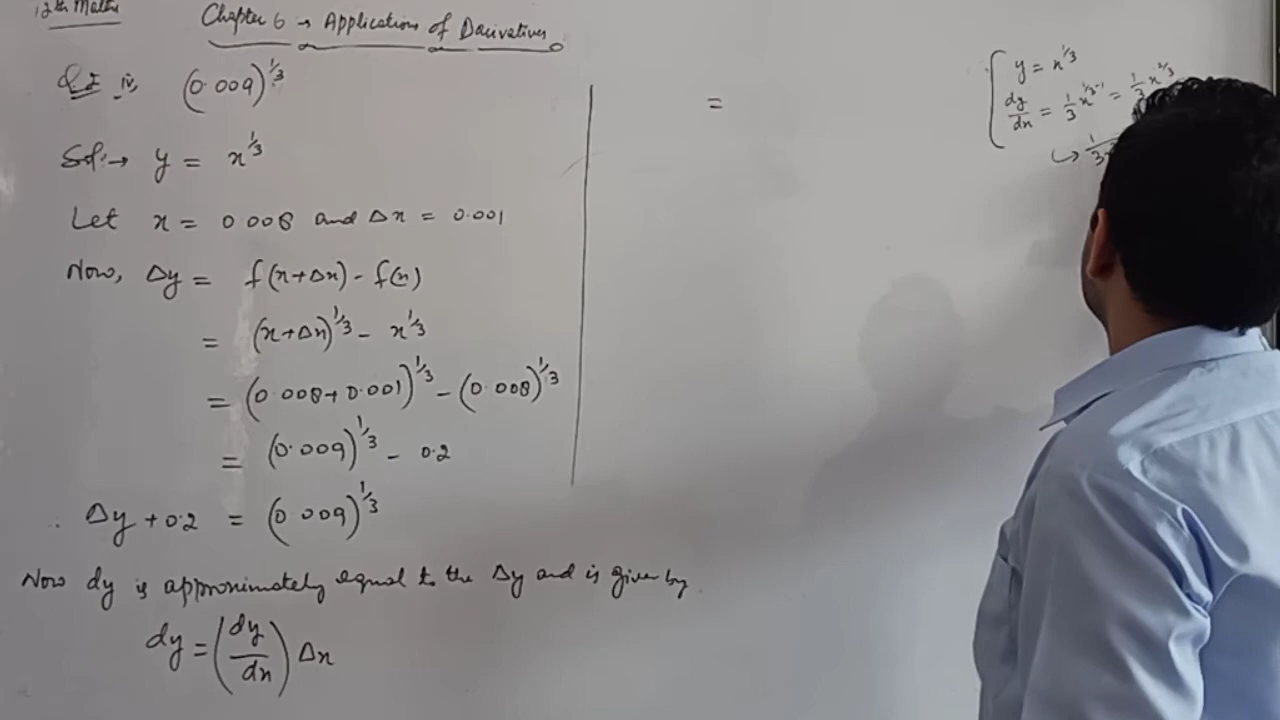 12th Maths
Chapter 6 → Applications of Derivatives
Q2 iv, (0.009)^1/3
Sol: → y = x^1/3
Let x = 0.008 and Δx = 0.001
Now, Δy = f(x+Δx) - f(x)
= (x+Δx)^1/3 - x^1/3
= (0.008+0.001)^1/3 - (0.008)^1/3
= (0.009)^1/3 - 0.2
∴ Δy + 0.2 = (0.009)^1/3
Now dy is approximately equal to the Δy and is given by
dy = (dy/dx) Δx
=
y = x^1/3
dy/dx = 1/3 x^1/3-1 = 1/3 x^2/3